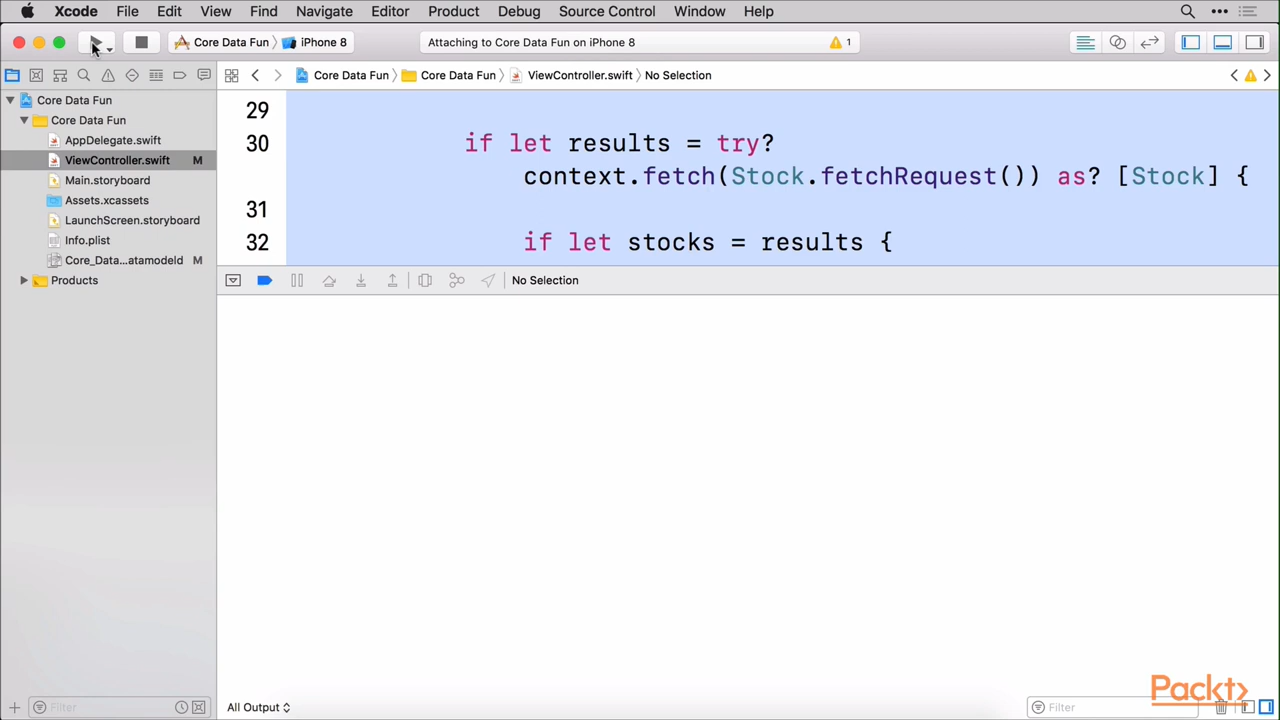 Xcode File Edit View Find Navigate Editor Product Debug Source Control Window Help
Core Data Fun iPhone 8
Attaching to Core Data Fun on iPhone 8
1
Core Data Fun Core Data Fun ViewController.swift No Selection
Core Data Fun
Core Data Fun
AppDelegate.swift
ViewController.swift M
Main.storyboard
Assets.xcassets
LaunchScreen.storyboard
Info.plist
Core_Data...atamodeld M
Products
29
30 if let results = try?
context.fetch(Stock.fetchRequest()) as? [Stock] {
31
32 if let stocks = results {
No Selection
Filter
All Output
Filter
Packt